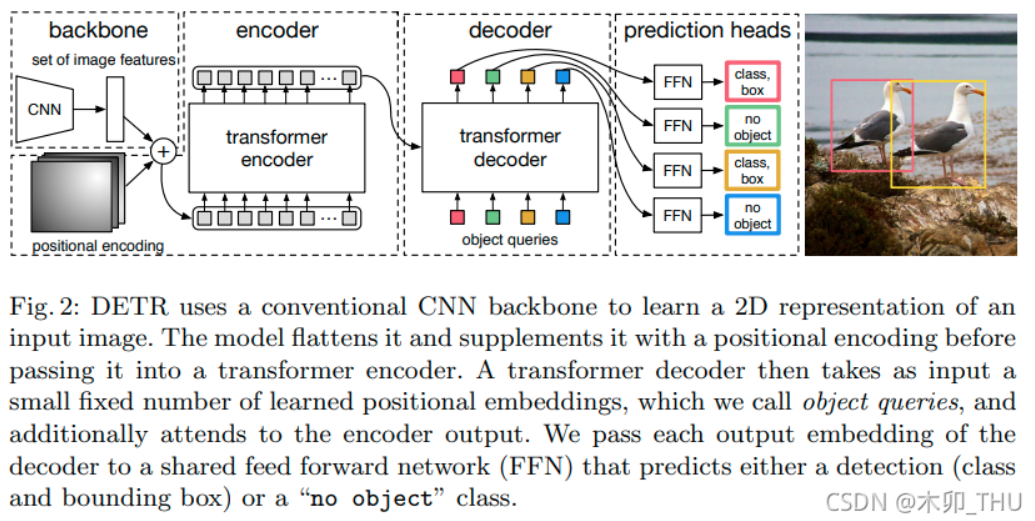 backbone
encoder
decoder
prediction heads
set of image features
CNN
+
positional encoding
...
transformer
encoder
...
transformer
decoder
object queries
FFN
class,
box
FFN
no
object
FFN
class,
box
FFN
no
object
Fig. 2: DETR uses a conventional CNN backbone to learn a 2D representation of an
input image. The model flattens it and supplements it with a positional encoding before
passing it into a transformer encoder. A transformer decoder then takes as input a
small fixed number of learned positional embeddings, which we call object queries, and
additionally attends to the encoder output. We pass each output embedding of the
decoder to a shared feed forward network (FFN) that predicts either a detection (class
and bounding box) or a “no object” class.
CSDN @木卯_THU